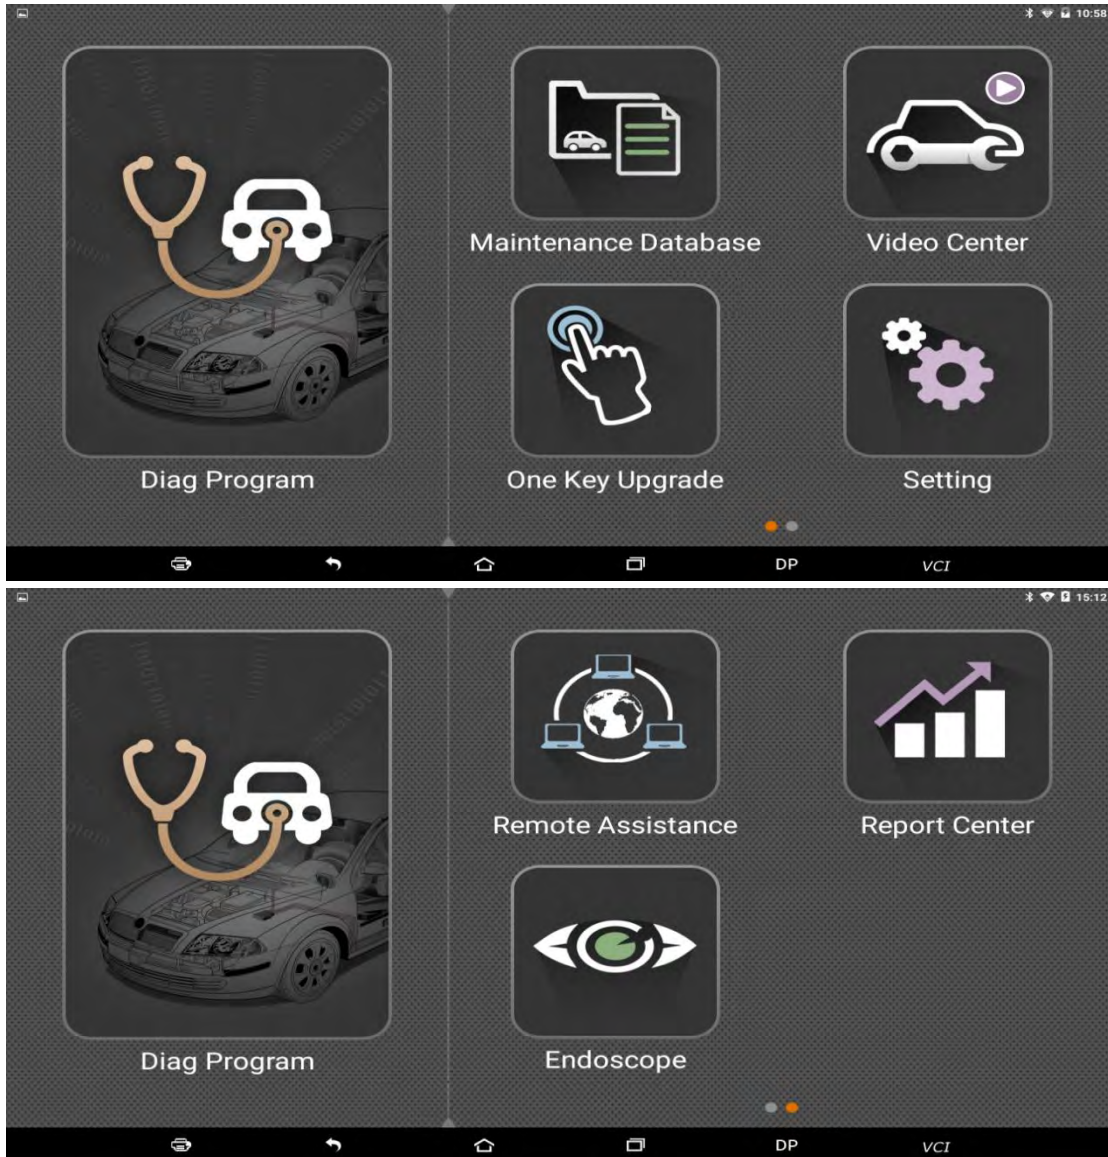 10:58
Maintenance Database
Video Center
Diag Program
One Key Upgrade
Setting
DP
VCI
15:12
Remote Assistance
Report Center
Diag Program
Endoscope
DP
VCI